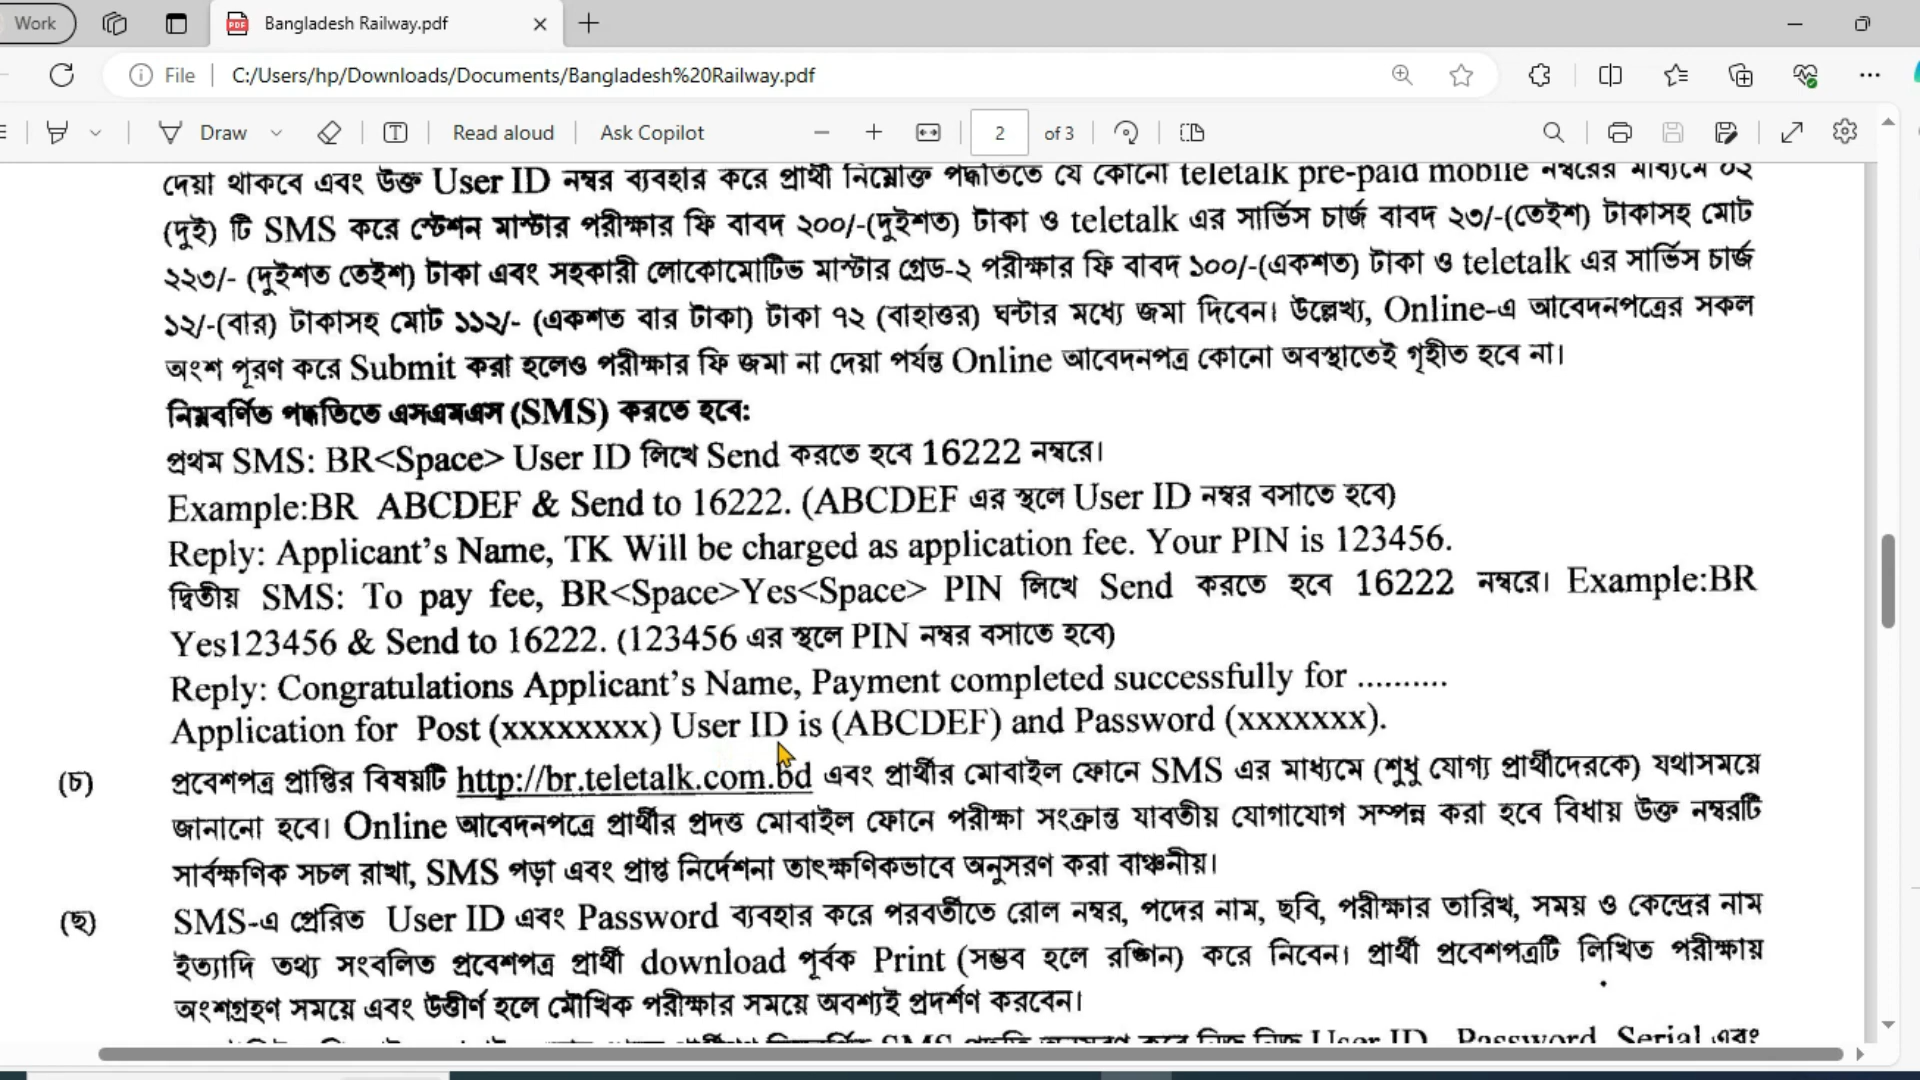 Work
Bangladesh Railway.pdf
File
C:/Users/hp/Downloads/Documents/Bangladesh%20Railway.pdf
Draw
Read aloud
Ask Copilot
2
of 3
দেয়া থাকবে এবং উক্ত User ID নম্বর ব্যবহার করে প্রার্থী নিম্নোক্ত পদ্ধতিতে যে কোনো teletalk pre-paid mobile নম্বরের মাধ্যমে ০২
(দুই) টি SMS করে স্টেশন মাস্টার পরীক্ষার ফি বাবদ ২০০/-(দুইশত) টাকা ও teletalk এর সার্ভিস চার্জ বাবদ ২৩/-(তেইশ) টাকাসহ মোট
২২৩/- (দুইশত তেইশ) টাকা এবং সহকারী লোকোমোটিভ মাস্টার গ্রেড-২ পরীক্ষার ফি বাবদ ১০০/-(একশত) টাকা ও teletalk এর সার্ভিস চার্জ
১২/-(বার) টাকাসহ মোট ১১২/- (একশত বার টাকা) টাকা ৭২ (বাহাত্তর) ঘন্টার মধ্যে জমা দিবেন। উল্লেখ্য, Online-এ আবেদনপত্রের সকল
অংশ পূরণ করে Submit করা হলেও পরীক্ষার ফি জমা না দেয়া পর্যন্ত Online আবেদনপত্র কোনো অবস্থাতেই গৃহীত হবে না।
নিম্নবর্ণিত পদ্ধতিতে এসএমএস (SMS) করতে হবে:
প্রথম SMS: BR<Space> User ID লিখে Send করতে হবে 16222 নম্বরে।
Example:BR ABCDEF & Send to 16222. (ABCDEF এর স্থলে User ID নম্বর বসাতে হবে)
Reply: Applicant's Name, TK Will be charged as application fee. Your PIN is 123456.
দ্বিতীয় SMS: To pay fee, BR<Space>Yes<Space> PIN লিখে Send করতে হবে 16222 নম্বরে। Example:BR
Yes123456 & Send to 16222. (123456 এর স্থলে PIN নম্বর বসাতে হবে)
Reply: Congratulations Applicant's Name, Payment completed successfully for ..........
Application for Post (xxxxxxxx) User ID is (ABCDEF) and Password (xxxxxxx).
(চ) প্রবেশপত্র প্রাপ্তির বিষয়টি http://br.teletalk.com.bd এবং প্রার্থীর মোবাইল ফোনে SMS এর মাধ্যমে (শুধু যোগ্য প্রার্থীদেরকে) যথাসময়ে
জানানো হবে। Online আবেদনপত্রে প্রার্থীর প্রদত্ত মোবাইল ফোনে পরীক্ষা সংক্রান্ত যাবতীয় যোগাযোগ সম্পন্ন করা হবে বিধায় উক্ত নম্বরটি
সার্বক্ষণিক সচল রাখা, SMS পড়া এবং প্রাপ্ত নির্দেশনা তাৎক্ষণিকভাবে অনুসরণ করা বাঞ্চনীয়।
(ছ) SMS-এ প্রেরিত User ID এবং Password ব্যবহার করে পরবর্তীতে রোল নম্বর, পদের নাম, ছবি, পরীক্ষার তারিখ, সময় ও কেন্দ্রের নাম
ইত্যাদি তথ্য সংবলিত প্রবেশপত্র প্রার্থী download পূর্বক Print (সম্ভব হলে রঙ্গিন) করে নিবেন। প্রার্থী প্রবেশপত্রটি লিখিত পরীক্ষায়
অংশগ্রহণ সময়ে এবং উত্তীর্ণ হলে মৌখিক পরীক্ষার সময়ে অবশ্যই প্রদর্শণ করবেন।
SMS পদ্ধতি অনুসরণ করে নিজ নিজ User ID Password Serial এবং